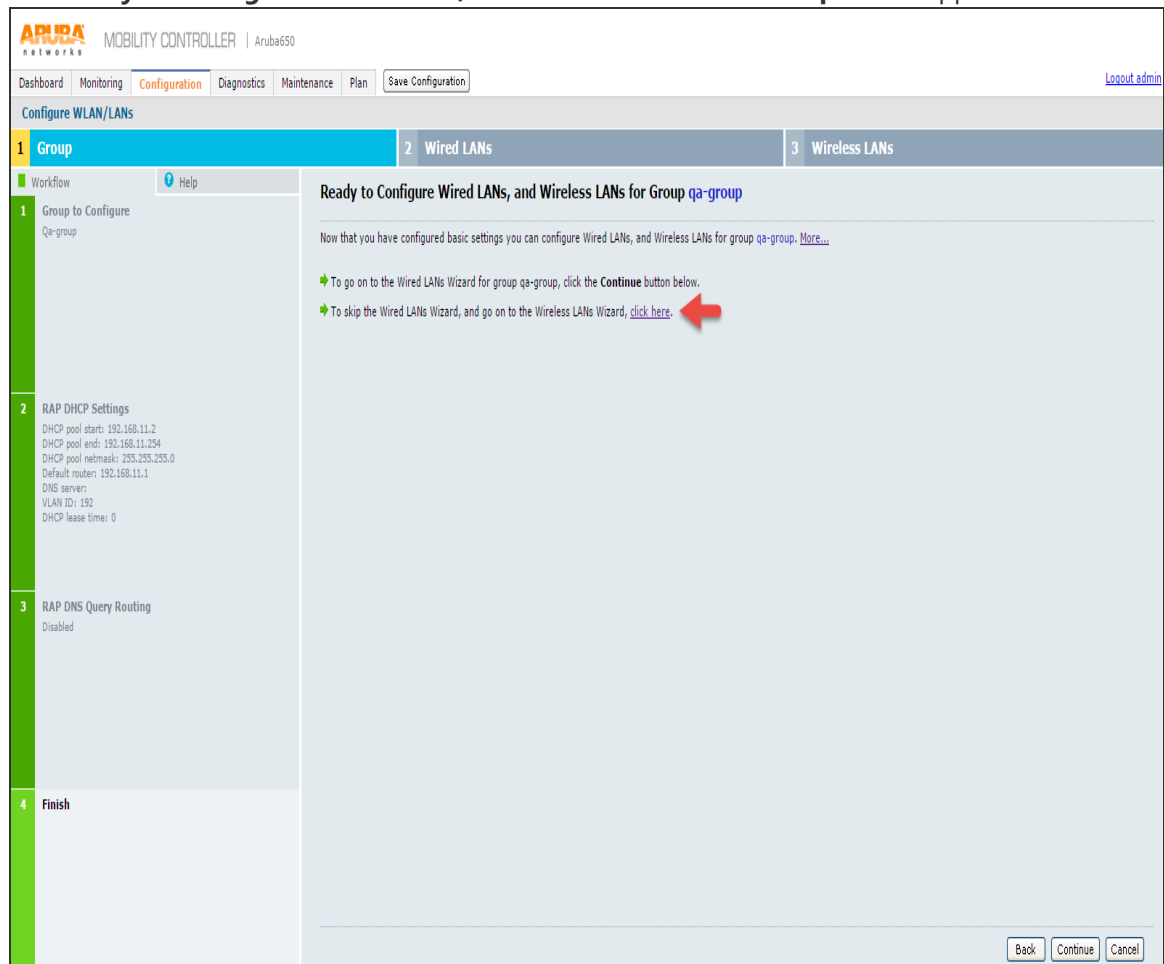 ARUBA
networks
MOBILITY CONTROLLER | Aruba650
Dashboard Monitoring Configuration Diagnostics Maintenance Plan Save Configuration
Logout admin
Configure WLAN/LANs
1 Group
2 Wired LANs
3 Wireless LANs
Workflow
Help
1 Group to Configure
Qa-group
2 RAP DHCP Settings
DHCP pool start: 192.168.11.2
DHCP pool end: 192.168.11.254
DHCP pool netmask: 255.255.255.0
Default router: 192.168.11.1
DNS server:
VLAN ID: 192
DHCP lease time: 0
3 RAP DNS Query Routing
Disabled
4 Finish
Ready to Configure Wired LANs, and Wireless LANs for Group qa-group
Now that you have configured basic settings you can configure Wired LANs, and Wireless LANs for group qa-group. More...
To go on to the Wired LANs Wizard for group qa-group, click the Continue button below.
To skip the Wired LANs Wizard, and go on to the Wireless LANs Wizard, click here.
Back Continue Cancel